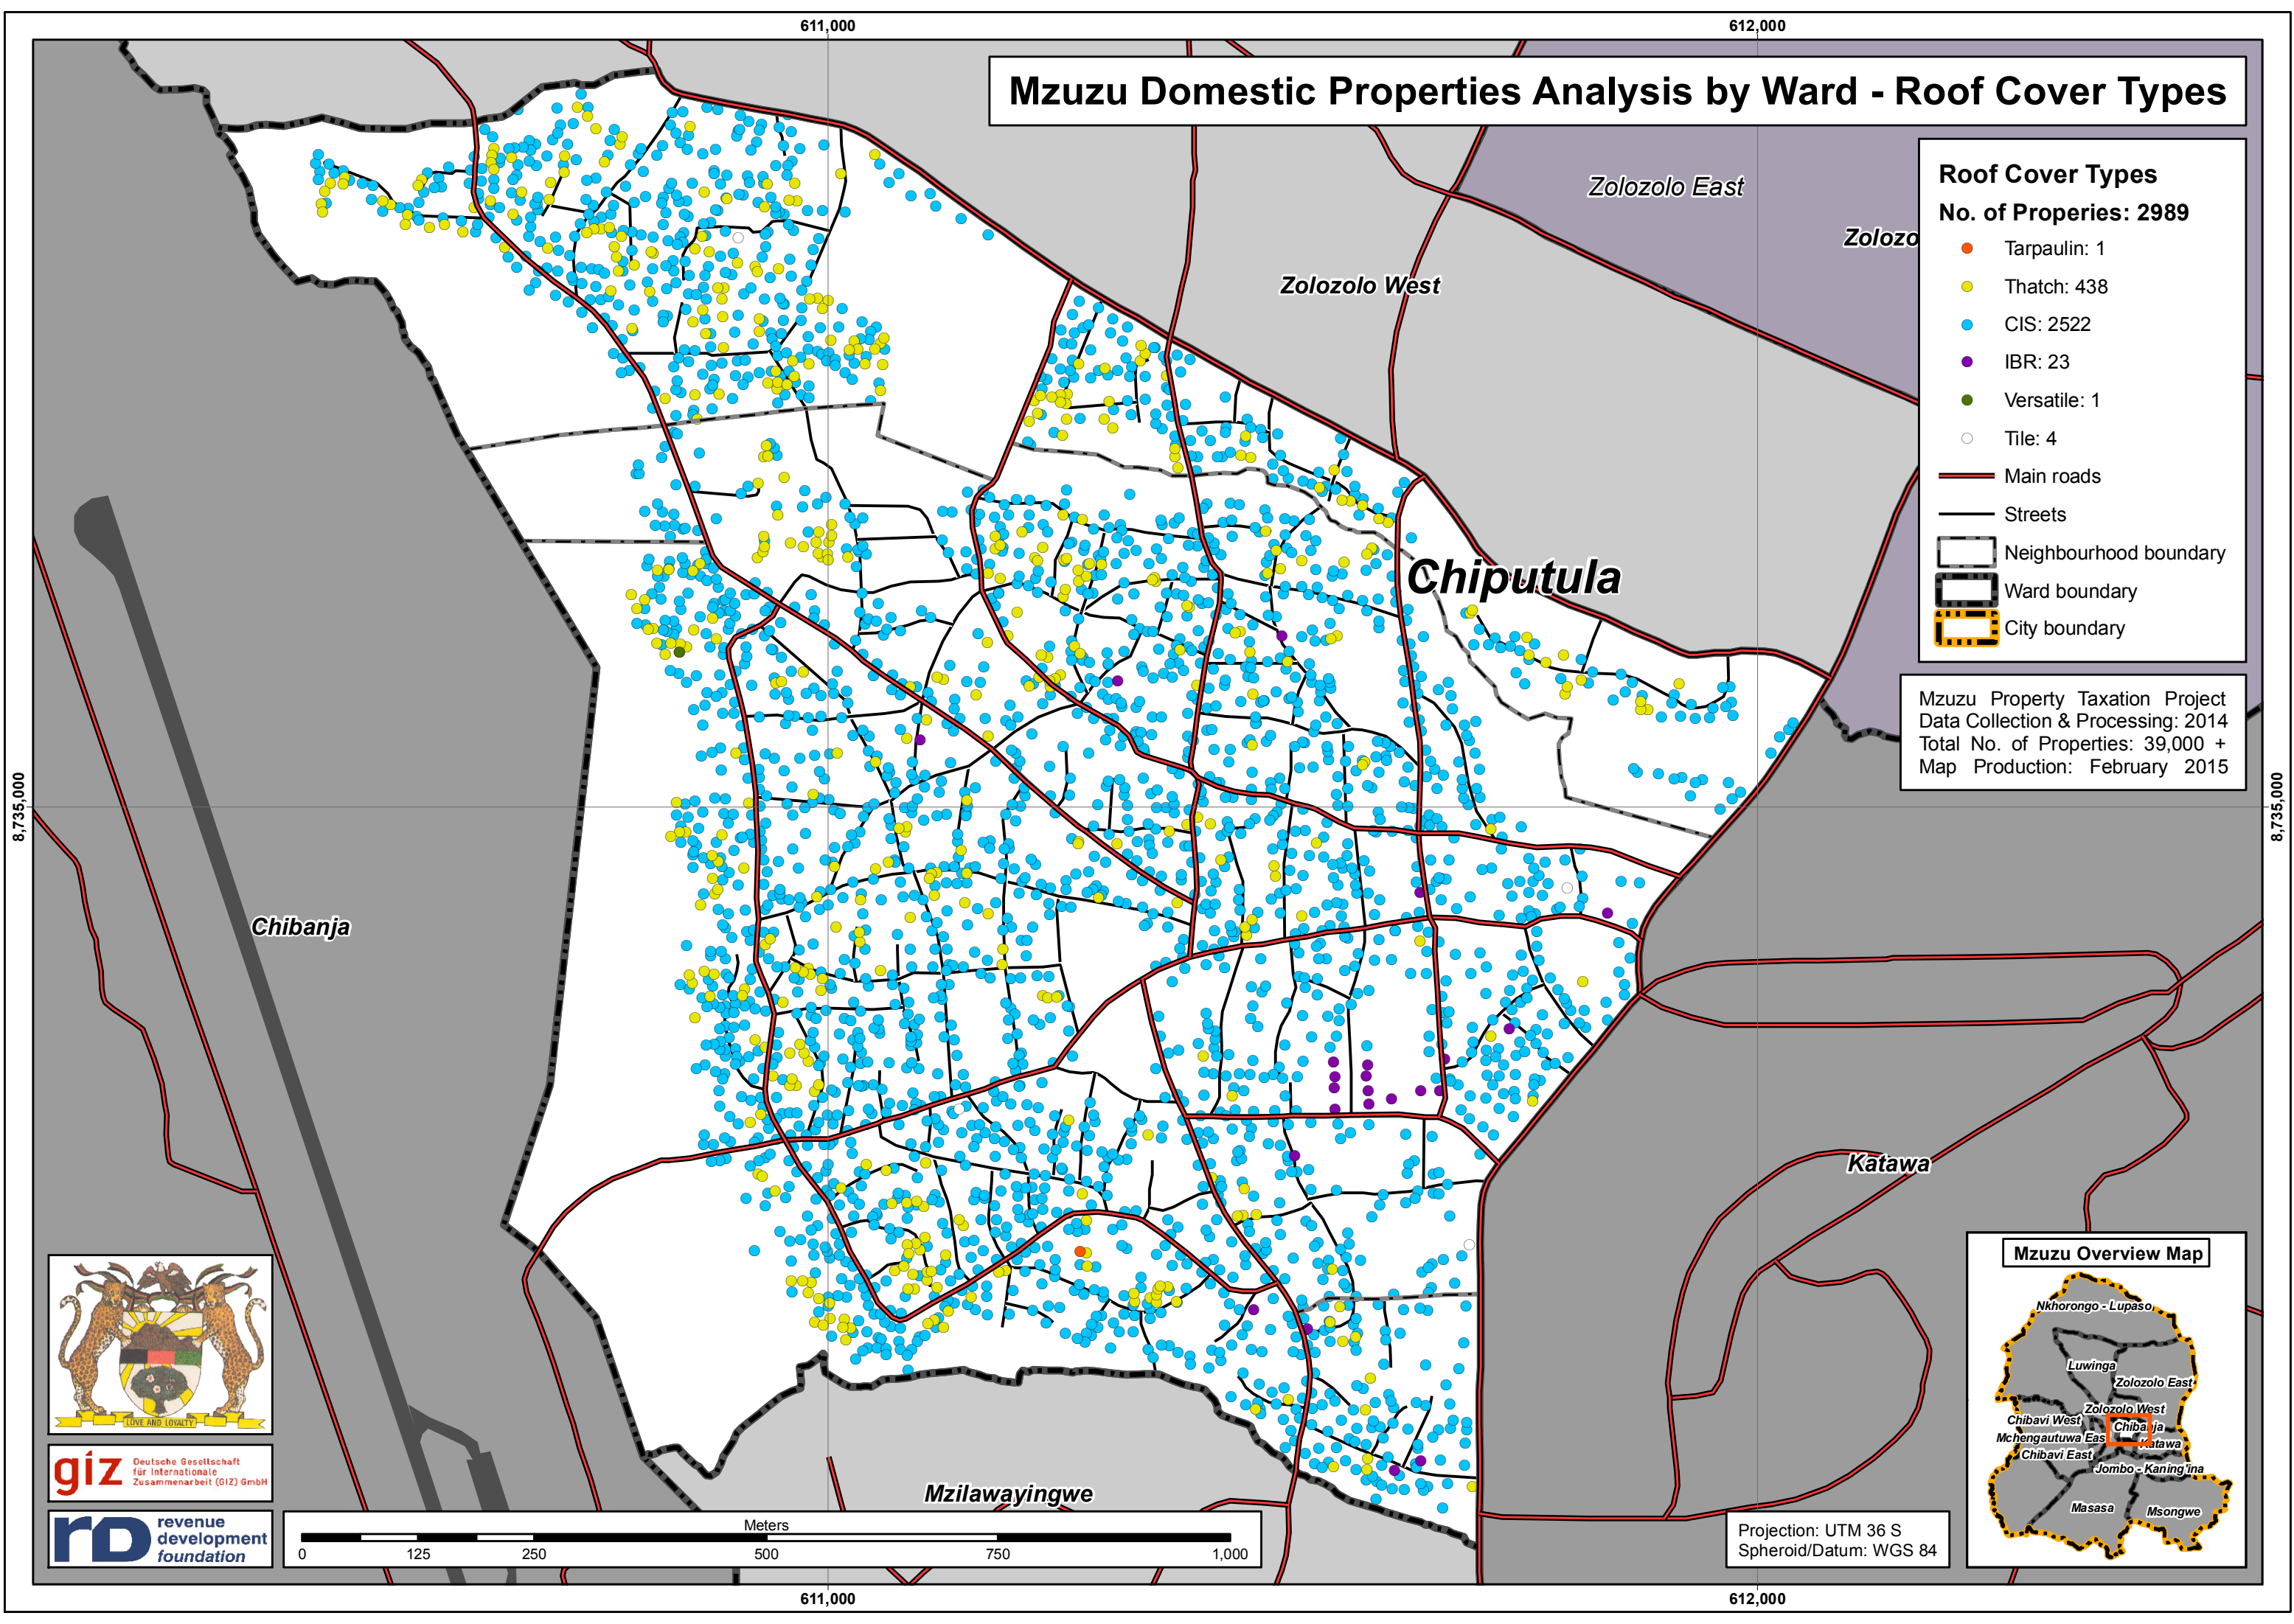 611,000
612,000
Mzuzu Domestic Properties Analysis by Ward - Roof Cover Types
Zolozolo East
Zolozo
Zolozolo West
Roof Cover Types
No. of Properies: 2989
Tarpaulin: 1
Thatch: 438
CIS: 2522
IBR: 23
Versatile: 1
Tile: 4
Main roads
Streets
Neighbourhood boundary
Ward boundary
City boundary
Chiputula
Mzuzu Property Taxation Project
Data Collection & Processing: 2014
Total No. of Properties: 39,000 +
Map Production: February 2015
8,735,000
8,735,000
Chibanja
Katawa
Mzilawayingwe
LOVE AND LOYALTY
giz
Deutsche Gesellschaft
für Internationale
Zusammenarbeit (GIZ) GmbH
rD
revenue
development
foundation
Meters
0 125 250 500 750 1,000
Projection: UTM 36 S
Spheroid/Datum: WGS 84
Mzuzu Overview Map
Nkhorongo - Lupaso
Luwinga
Zolozolo East
Zolozolo West
Chibavi West
Chibanja
Mchengautuwa Eas
Katawa
Chibavi East
Jombo - Kaning'ina
Masasa
Msongwe
611,000
612,000